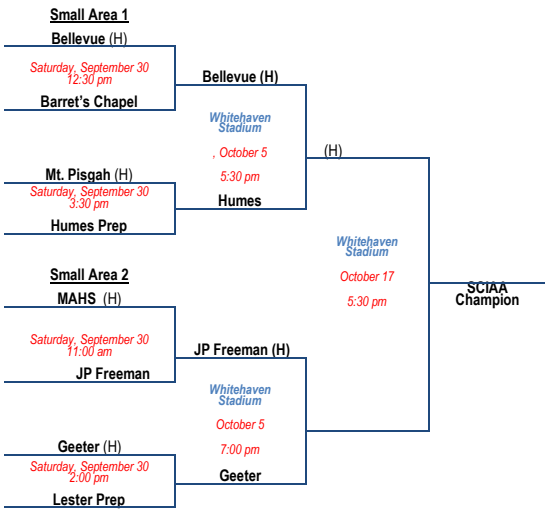 Small Area 1
Bellevue (H)
Saturday, September 30
12:30 pm
Barret's Chapel
Mt. Pisgah (H)
Saturday, September 30
3:30 pm
Humes Prep
Small Area 2
MAHS (H)
Saturday, September 30
11:00 am
JP Freeman
Geeter (H)
Saturday, September 30
2:00 pm
Lester Prep
Bellevue (H)
Whitehaven
Stadium
, October 5
5:30 pm
Humes
JP Freeman (H)
Whitehaven
Stadium
October 5
7:00 pm
Geeter
(H)
Whitehaven
Stadium
October 17
5:30 pm
SCIAA
Champion